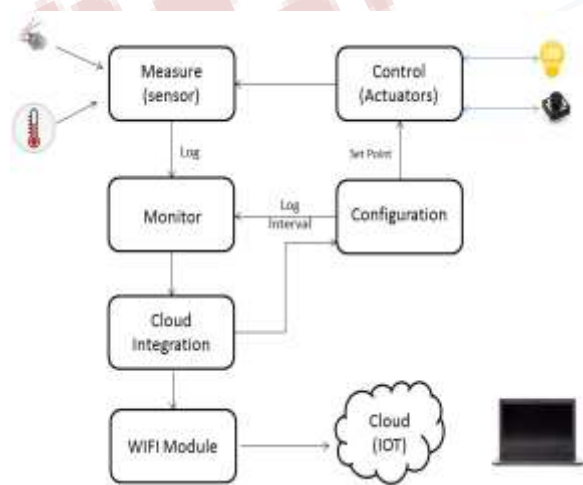 Measure
(sensor)
Control
(Actuators)
Log
Set Point
Monitor
Log
Interval
Configuration
Cloud
Integration
WIFI Module
Cloud
(IOT)